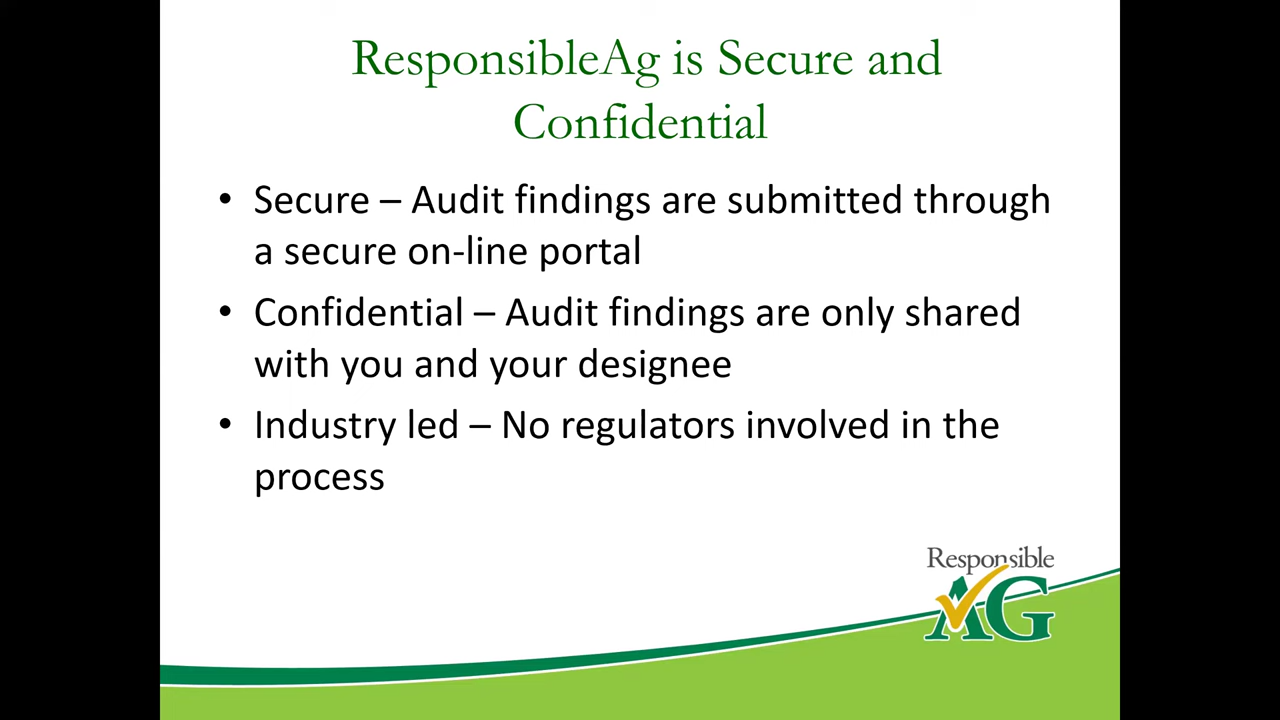 ResponsibleAg is Secure and
Confidential
• Secure – Audit findings are submitted through
a secure on-line portal
• Confidential – Audit findings are only shared
with you and your designee
• Industry led – No regulators involved in the
process
Responsible
AG